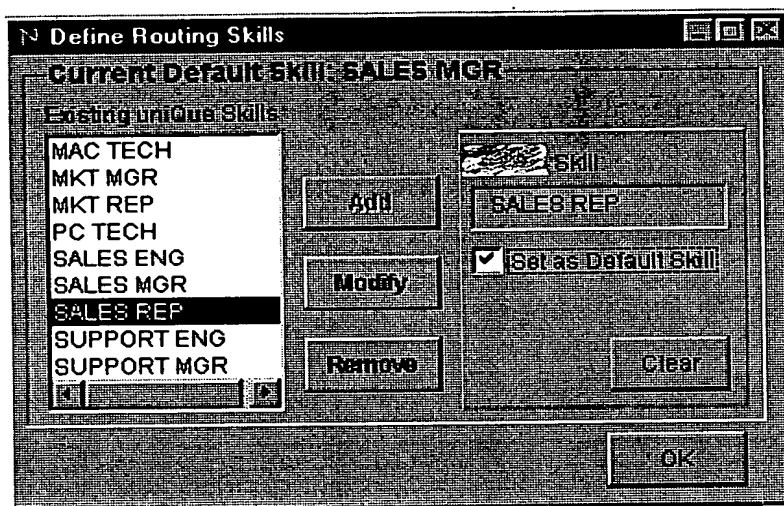 Define Routing Skills
Current Default Skill: SALES MGR
Existing uniQue Skills
MAC TECH
MKT MGR
MKT REP
PC TECH
SALES ENG
SALES MGR
SALES REP
SUPPORT ENG
SUPPORT MGR
Add
Modify
Remove
Skill
SALES REP
Set as Default Skill
Clear
OK